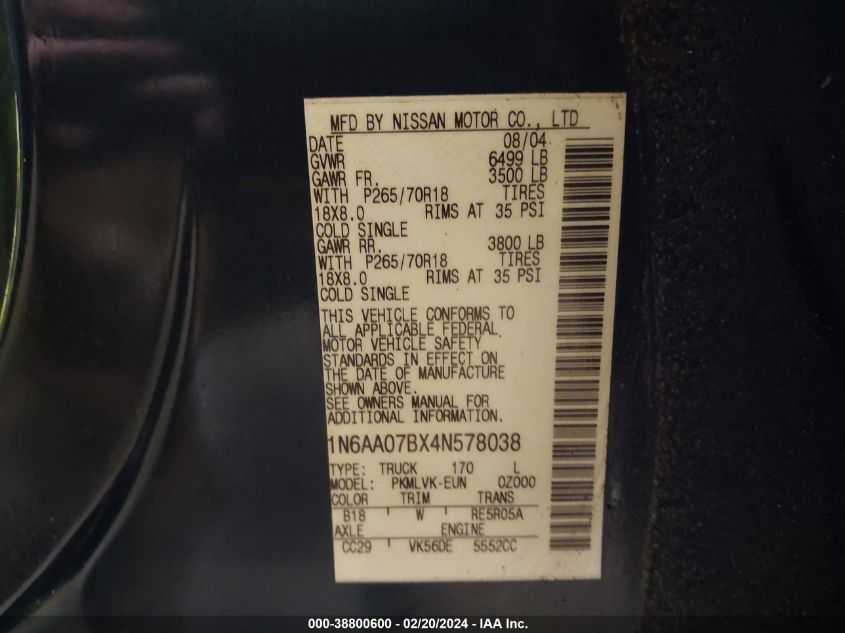 MFD BY NISSAN MOTOR CO., LTD
DATE 08/04
GVWR 6499 LB
GAWR FR. 3500 LB
WITH P265/70R18 TIRES
18X8.0 RIMS AT 35 PSI
COLD SINGLE
GAWR RR. 3800 LB
WITH P265/70R18 TIRES
18X8.0 RIMS AT 35 PSI
COLD SINGLE
THIS VEHICLE CONFORMS TO
ALL APPLICABLE FEDERAL
MOTOR VEHICLE SAFETY
STANDARDS IN EFFECT ON
THE DATE OF MANUFACTURE
SHOWN ABOVE.
SEE OWNERS MANUAL FOR
ADDITIONAL INFORMATION.
1N6AA07BX4N578038
TYPE: TRUCK 170 L
MODEL: PKMLVK-EUN 0Z000
COLOR TRIM TRANS
B18 W RE5R05A
AXLE ENGINE
CC29 VK56DE 5552CC
000-38800600 - 02/20/2024 - IAA Inc.